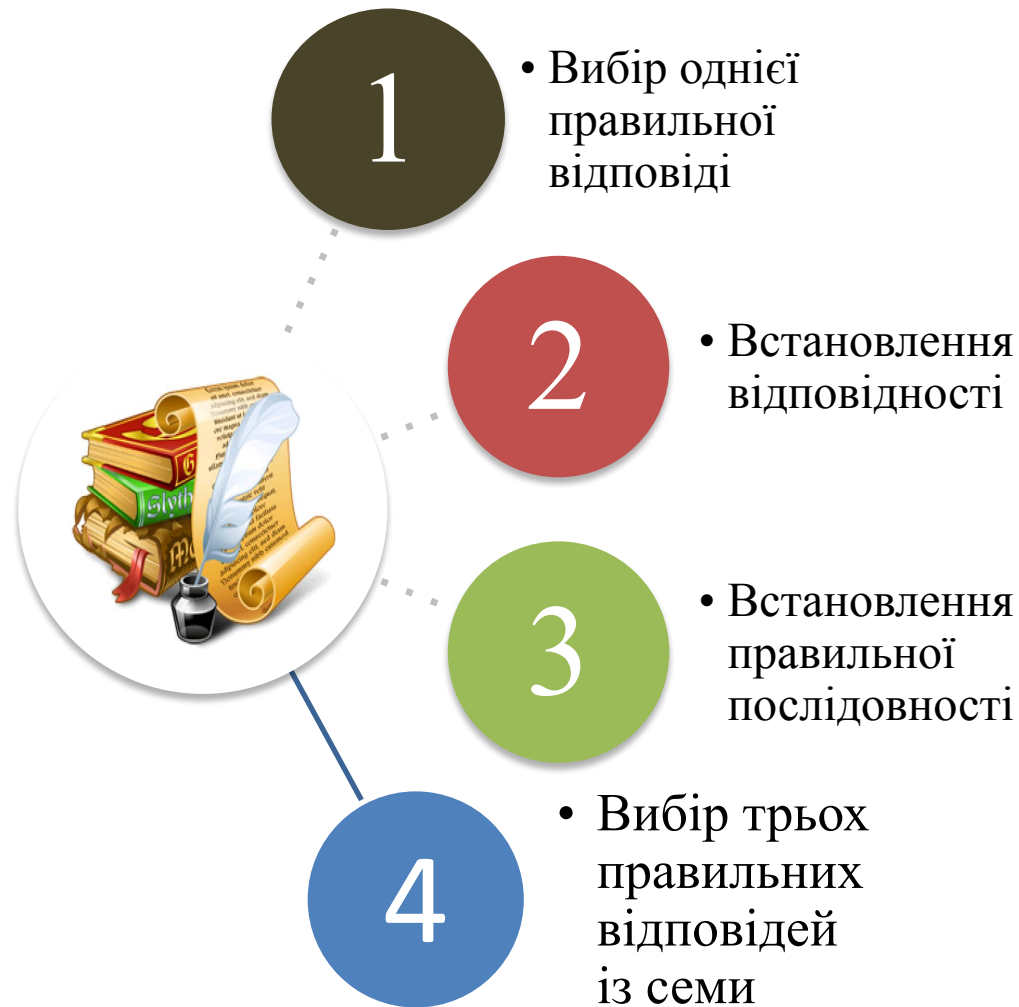 1
• Вибір однієї
правильної
відповіді
2
• Встановлення
відповідності
3
• Встановлення
правильної
послідовності
4
• Вибір трьох
правильних
відповідей
із семи